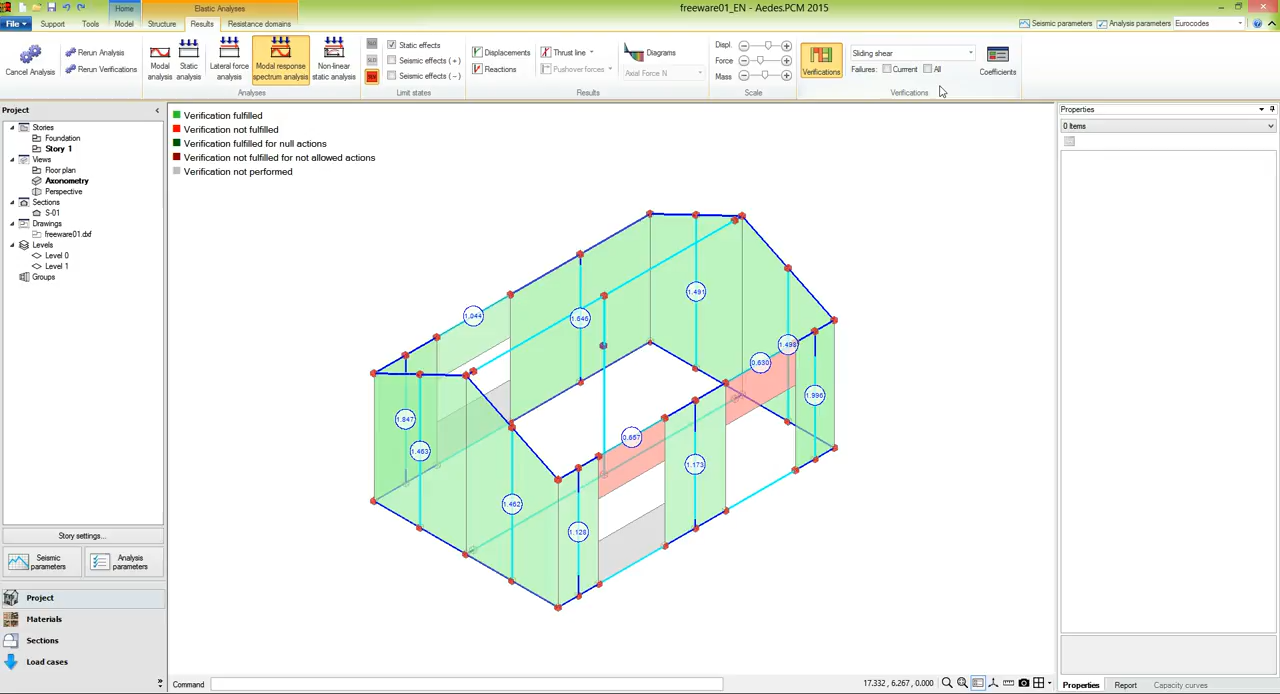 freeware01_EN - Aedes.PCM 2015
Elastic Analyses
File
Support
Tools
Home
Model
Structure
Results
Resistance domains
Seismic parameters
Analysis parameters
Eurocodes
Cancel Analysis
Rerun Analysis
Rerun Verifications
Modal analysis
Static analysis
Lateral force analysis
Modal response spectrum analysis
Non-linear static analysis
Analyses
Static effects
Seismic effects (+)
Seismic effects (-)
Limit states
Displacements
Reactions
Thrust line
Pushover forces
Diagrams
Axial Force N
Results
Displ.
Force
Mass
Scale
Verifications
Sliding shear
Failures:
Current
All
Coefficients
Verifications
Project
Stories
Foundation
Story 1
Views
Floor plan
Axonometry
Perspective
Sections
S-01
Drawings
freeware01.dxf
Levels
Level 0
Level 1
Groups
Story settings...
Seismic parameters
Analysis parameters
Project
Materials
Sections
Load cases
Verification fulfilled
Verification not fulfilled
Verification fulfilled for null actions
Verification not fulfilled for not allowed actions
Verification not performed
1.491
1.044
1.646
1.498
0.630
1.996
1.847
0.657
1.463
1.173
1.462
1.128
Command
17.332, 6.267, 0.000
Properties
0 Items
Properties
Report
Capacity curves